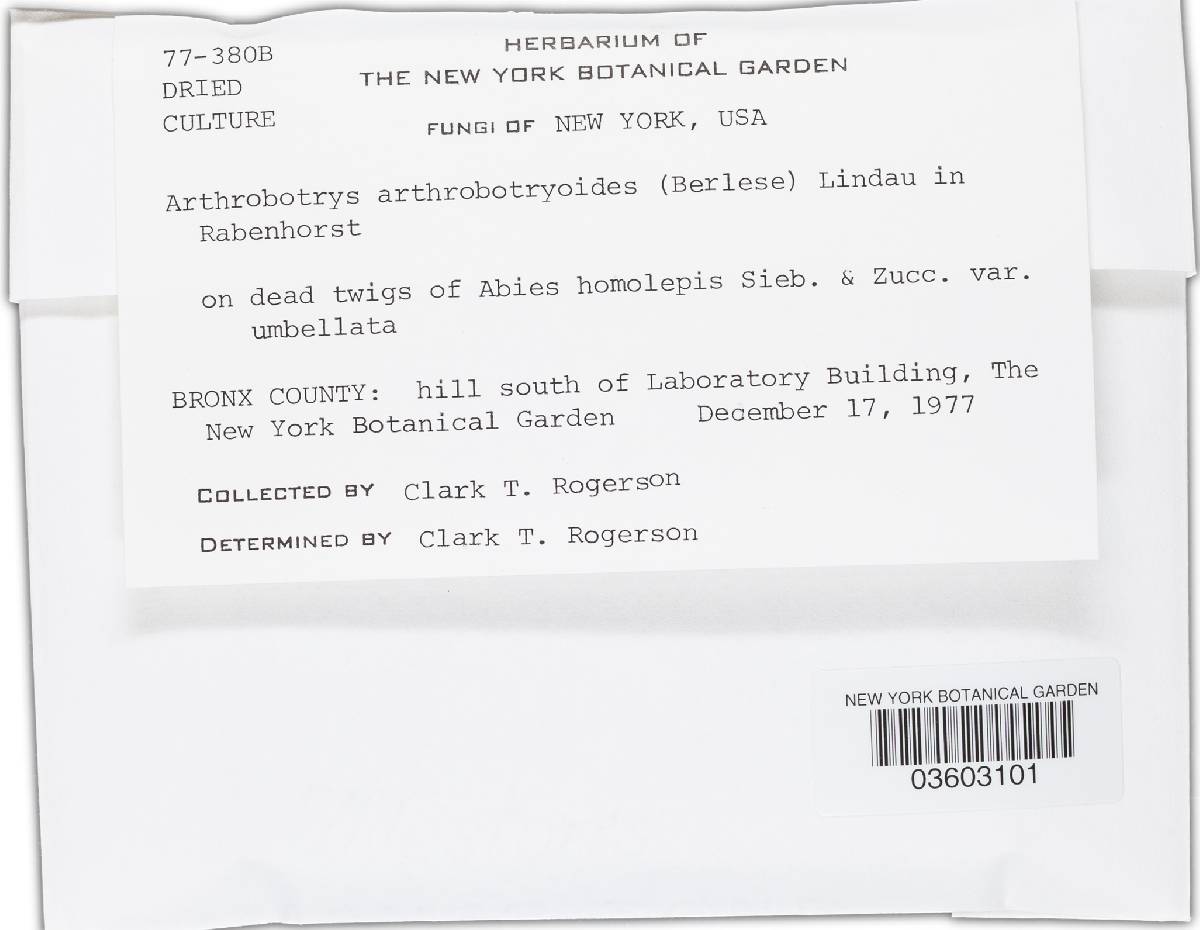 77-380B
DRIED
CULTURE
HERBARIUM OF
THE NEW YORK BOTANICAL GARDEN
FUNGI OF NEW YORK, USA
Arthrobotrys arthrobotryoides (Berlese) Lindau in
Rabenhorst
on dead twigs of Abies homolepis Sieb. & Zucc. var.
umbellata
BRONX COUNTY: hill south of Laboratory Building, The
New York Botanical Garden December 17, 1977
COLLECTED BY Clark T. Rogerson
DETERMINED BY Clark T. Rogerson
NEW YORK BOTANICAL GARDEN
03603101